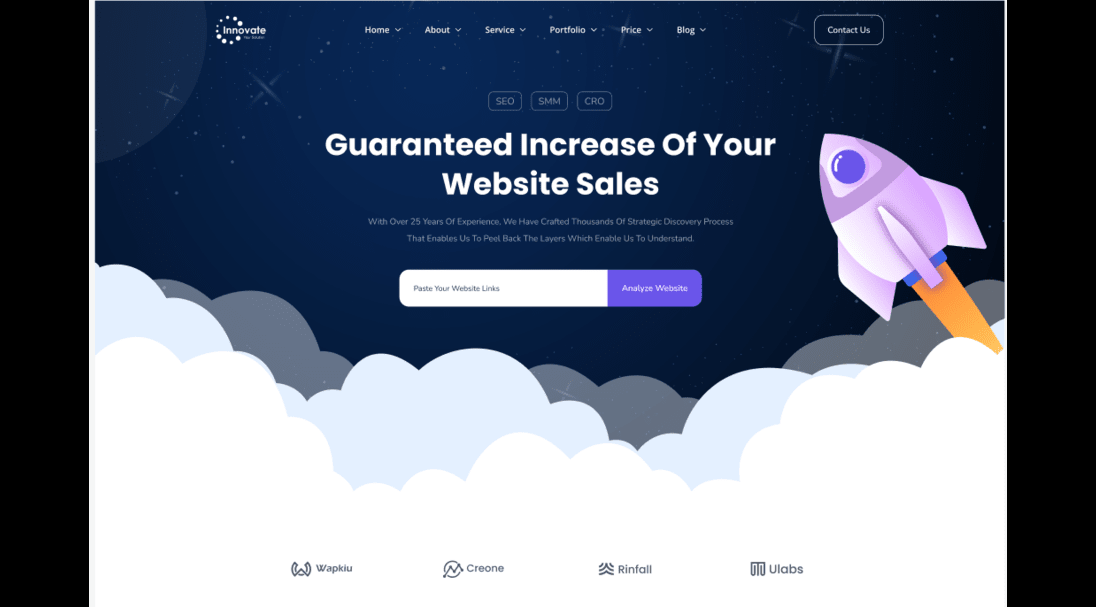 Innovate
Home
About
Service
Portfolio
Price
Blog
Contact Us
SEO
SMM
CRO
Guaranteed Increase Of Your
Website Sales
With Over 25 Years Of Experience, We Have Crafted Thousands Of Strategic Discovery Process
That Enables Us To Peel Back The Layers Which Enable Us To Understand.
Paste Your Website Links
Analyze Website
Wapkiu
Creone
Rinfall
Ulabs